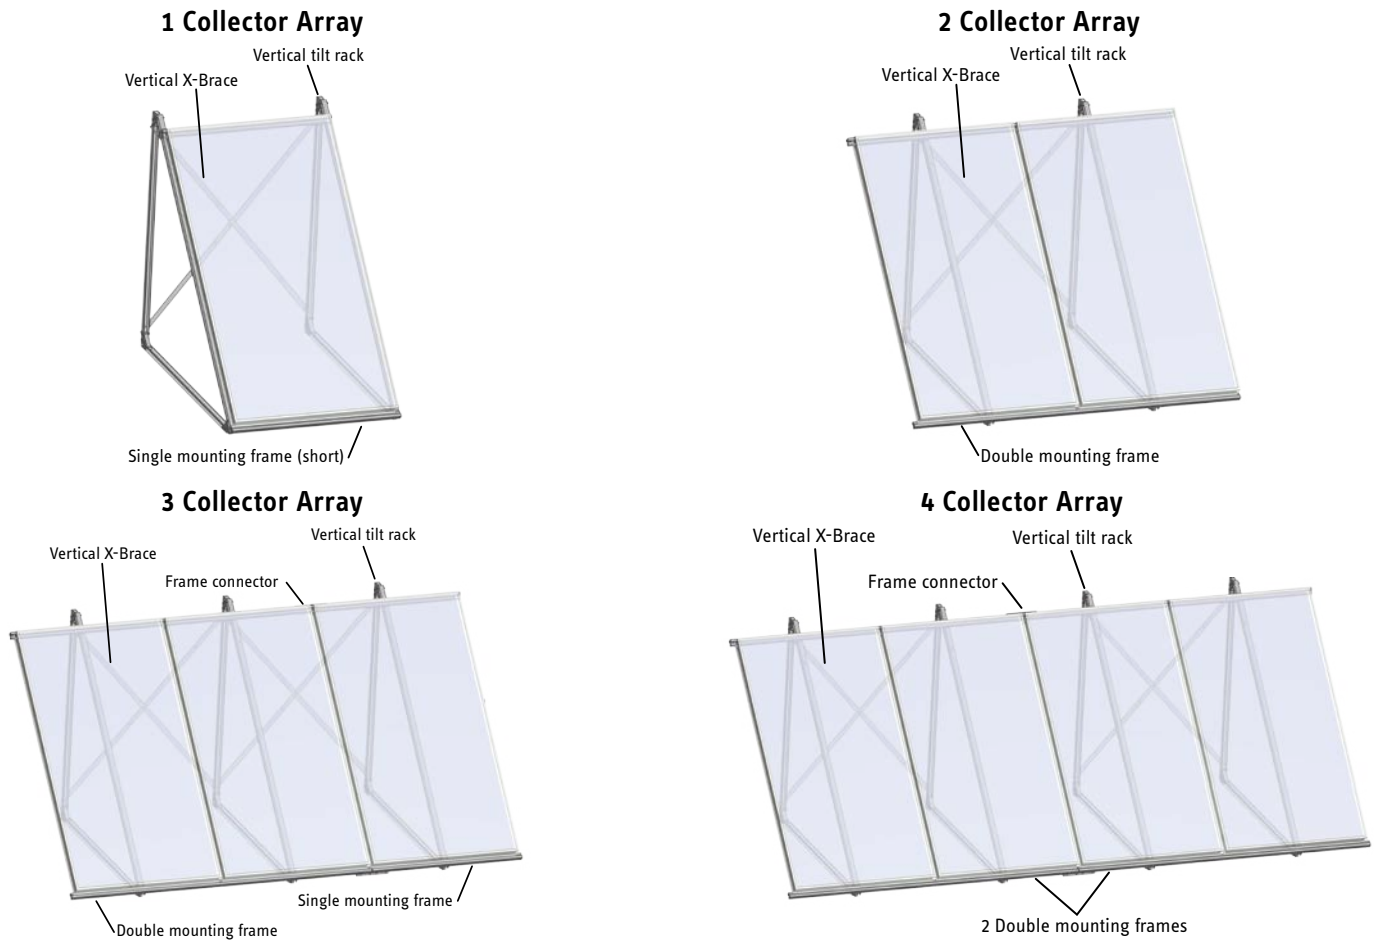 1 Collector Array
Vertical tilt rack
Vertical X-Brace
Single mounting frame (short)
2 Collector Array
Vertical tilt rack
Vertical X-Brace
Double mounting frame
3 Collector Array
Vertical tilt rack
Vertical X-Brace
Frame connector
Single mounting frame
Double mounting frame
4 Collector Array
Vertical X-Brace
Vertical tilt rack
Frame connector
2 Double mounting frames